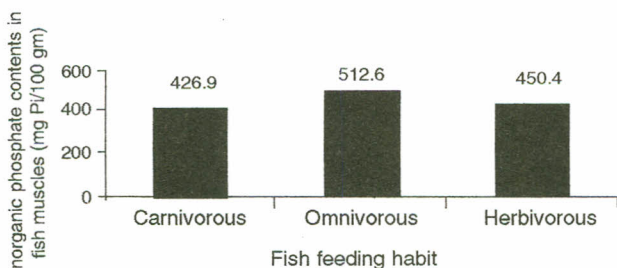 norganic phosphate contents in
fish muscles (mg Pi/100 gm)
600
400
200
0
426.9
512.6
450.4
Carnivorous
Omnivorous
Herbivorous
Fish feeding habit